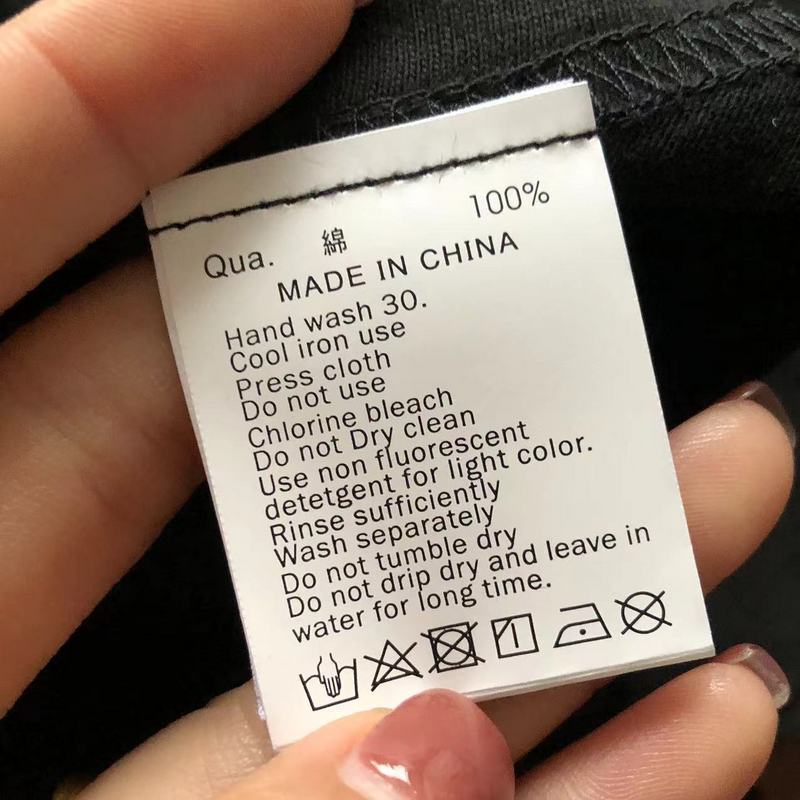 Qua. 綿 100%
MADE IN CHINA
Hand wash 30.
Cool iron use
Press cloth
Do not use
Chlorine bleach
Do not Dry clean
Use non fluorescent
detetgent for light color.
Rinse sufficiently
Wash separately
Do not tumble dry
Do not drip dry and leave in
water for long time.